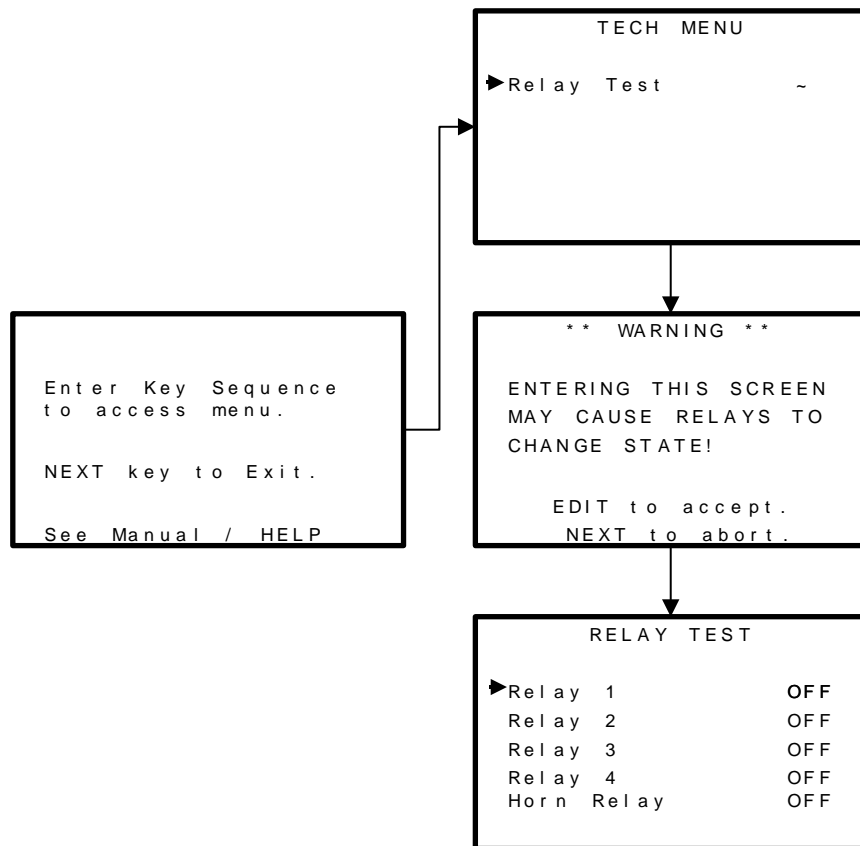 TECH MENU
Relay Test ~
Enter Key Sequence
to access menu.
NEXT key to Exit.
See Manual / HELP
** WARNING **
ENTERING THIS SCREEN
MAY CAUSE RELAYS TO
CHANGE STATE!
EDIT to accept.
NEXT to abort.
RELAY TEST
Relay 1 OFF
Relay 2 OFF
Relay 3 OFF
Relay 4 OFF
Horn Relay OFF